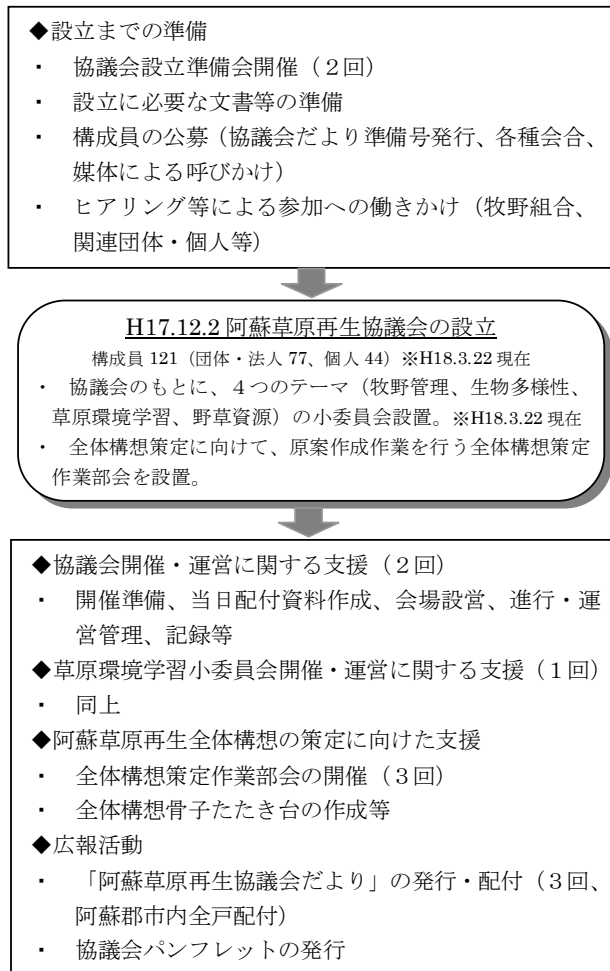 ◆設立までの準備
・ 協議会設立準備会開催（２回）
・ 設立に必要な文書等の準備
・ 構成員の公募（協議会だより準備号発行、各種会合、
媒体による呼びかけ）
・ ヒアリング等による参加への働きかけ（牧野組合、
関連団体・個人等）
H17.12.2 阿蘇草原再生協議会の設立
構成員 121（団体・法人 77、個人 44）※H18.3.22 現在
・ 協議会のもとに、４つのテーマ（牧野管理、生物多様性、
草原環境学習、野草資源）の小委員会設置。※H18.3.22 現在
・ 全体構想策定に向けて、原案作成作業を行う全体構想策定
作業部会を設置。
◆協議会開催・運営に関する支援（２回）
・ 開催準備、当日配付資料作成、会場設営、進行・運
営管理、記録等
◆草原環境学習小委員会開催・運営に関する支援（１回）
・ 同上
◆阿蘇草原再生全体構想の策定に向けた支援
・ 全体構想策定作業部会の開催（３回）
・ 全体構想骨子たたき台の作成等
◆広報活動
・ 「阿蘇草原再生協議会だより」の発行・配付（３回、
阿蘇郡市内全戸配付）
・ 協議会パンフレットの発行